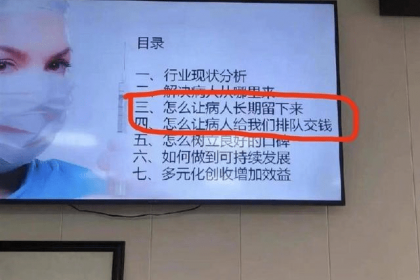 目录
一、行业现状分析
二、解决病人从哪里来
三、怎么让病人长期留下来
四、怎么让病人给我们排队交钱
五、怎么树立良好的口碑
六、如何做到可持续发展
七、多元化创收增加效益